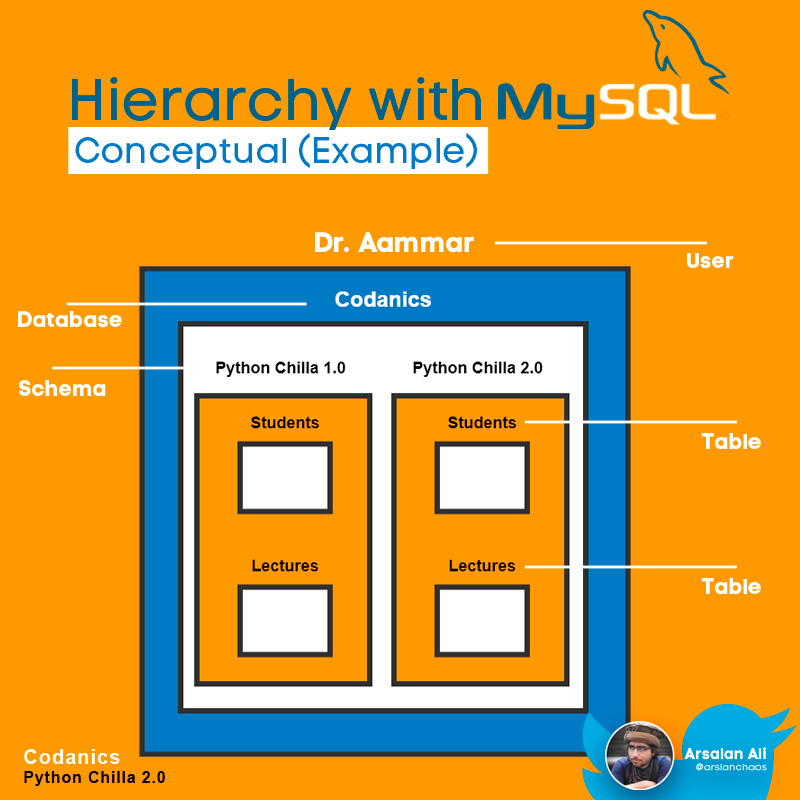 Hierarchy with MySQL
Conceptual (Example)
Dr. Aammar
User
Codanics
Database
Python Chilla 1.0
Python Chilla 2.0
Schema
Students
Students
Table
Lectures
Lectures
Table
Codanics
Python Chilla 2.0
Arsalan Ali
@arslanchaos